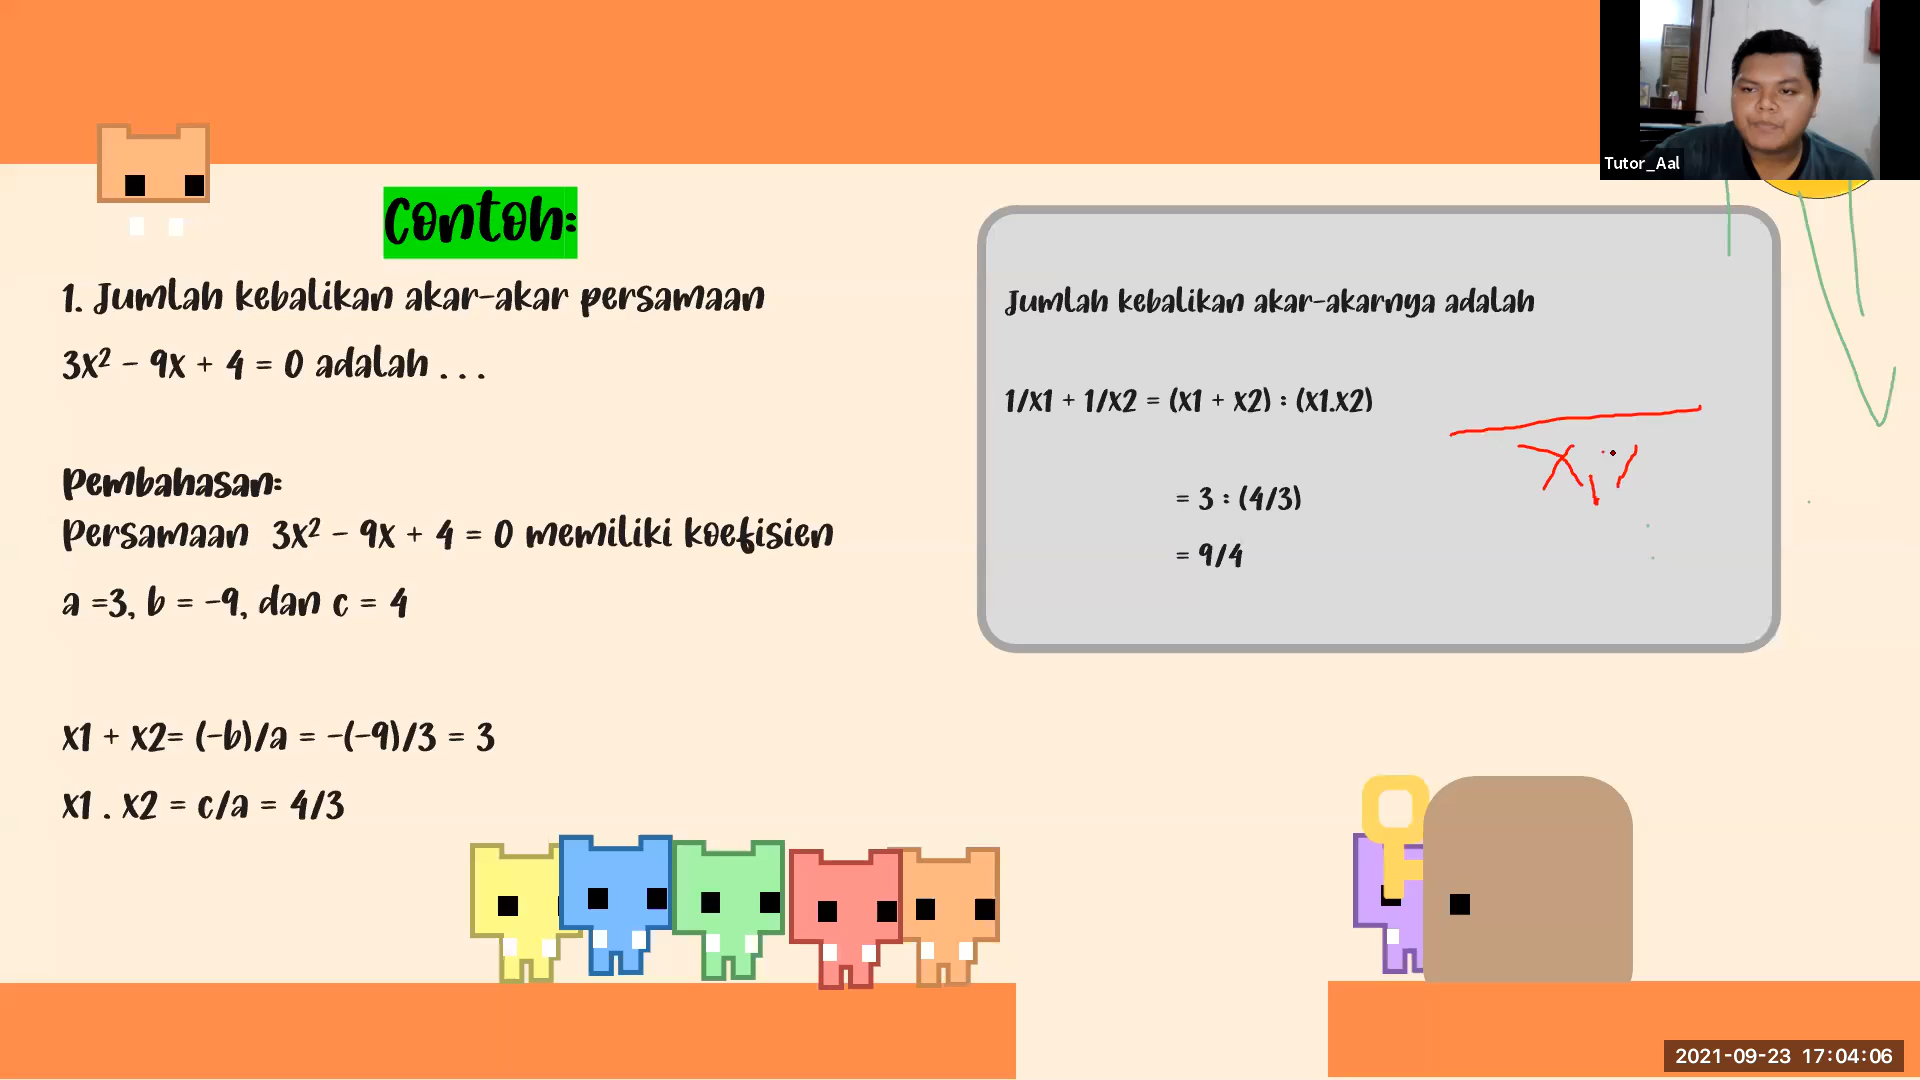 Tutor_Aal
Contoh:
1. Jumlah kebalikan akar-akar persamaan
3x² - 9x + 4 = 0 adalah . . .
Pembahasan:
Persamaan 3x² - 9x + 4 = 0 memiliki koefisien
a =3, b = -9, dan c = 4
x1 + x2= (-b)/a = -(-9)/3 = 3
x1 . x2 = c/a = 4/3
Jumlah kebalikan akar-akarnya adalah
1/x1 + 1/x2 = (x1 + x2) : (x1.x2)
= 3 : (4/3)
= 9/4
2021-09-23 17:04:06